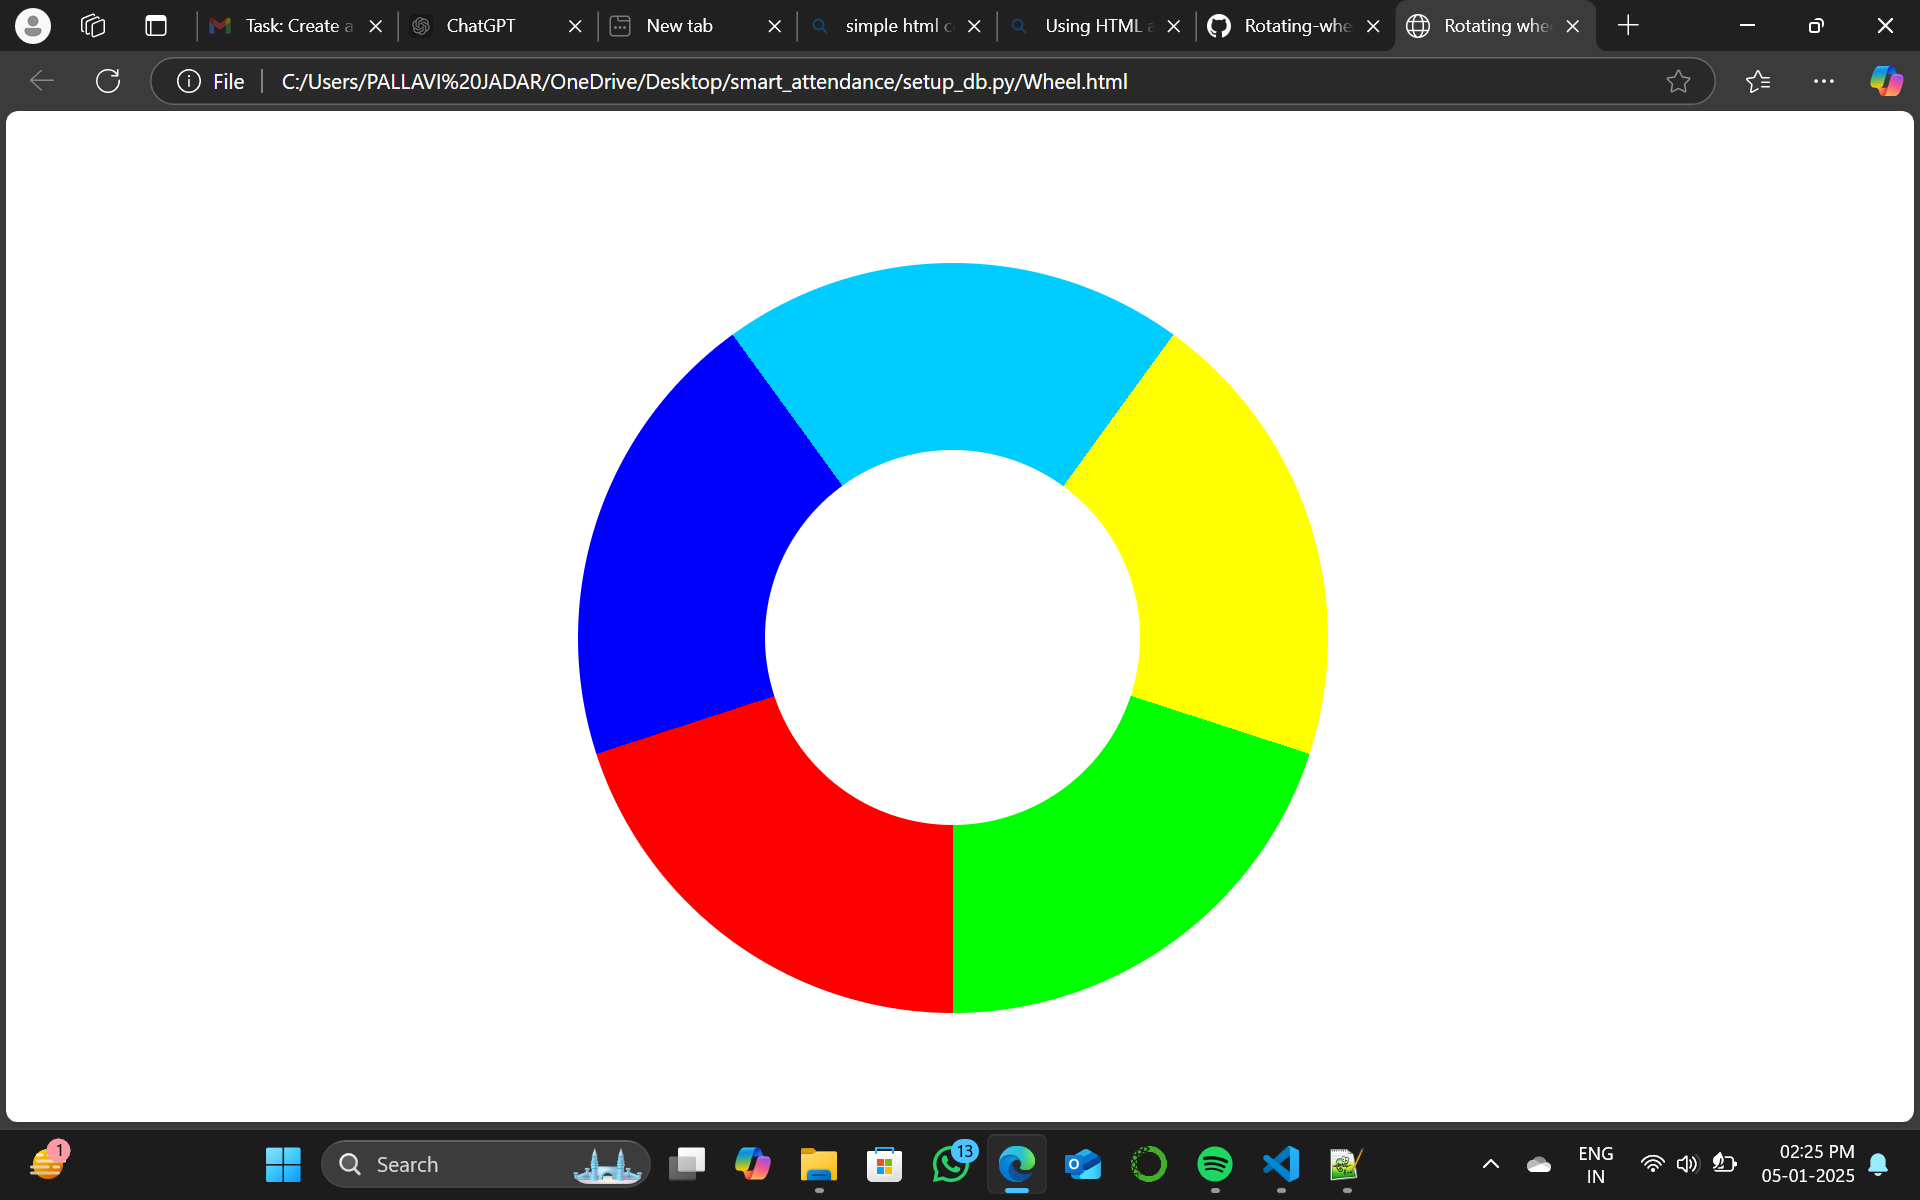 Task: Create a
ChatGPT
New tab
simple html c
Using HTML a
Rotating-whe
Rotating whe
File
C:/Users/PALLAVI%20JADAR/OneDrive/Desktop/smart_attendance/setup_db.py/Wheel.html
1
Search
13
ENG
IN
02:25 PM
05-01-2025